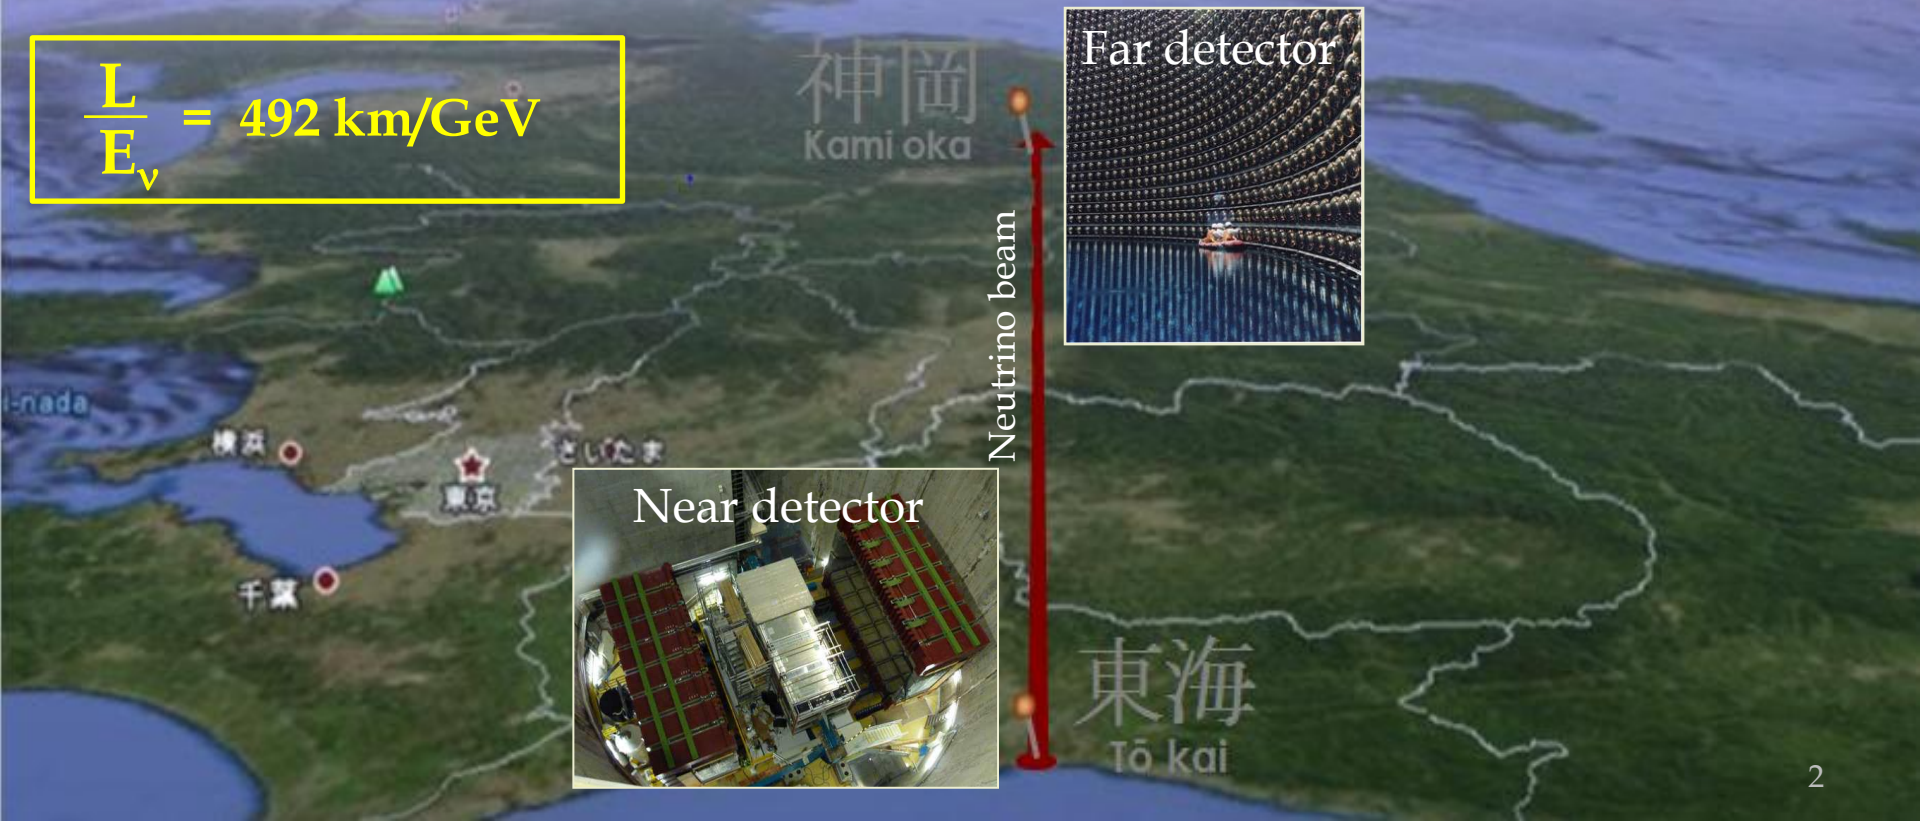 L
Eν
= 492 km/GeV
神岡
Kami oka
Far detector
Neutrino beam
i-nada
横浜
さいたま
東京
Near detector
千葉
東海
Tō kai
2